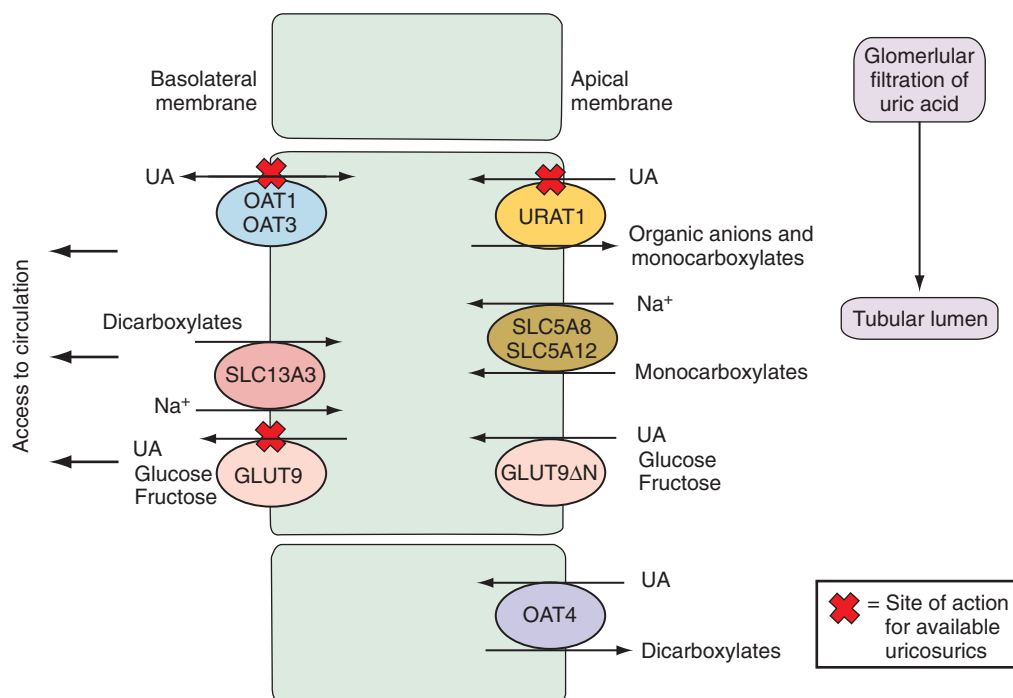 Basolateral
membrane
Apical
membrane
Glomerlular
filtration of
uric acid
UA
OAT1
OAT3
UA
URAT1
Organic anions and
monocarboxylates
Access to circulation
Dicarboxylates
SLC13A3
Na⁺
Na⁺
SLC5A8
SLC5A12
Monocarboxylates
Tubular lumen
UA
Glucose
Fructose
GLUT9
UA
Glucose
Fructose
GLUT9ΔN
UA
OAT4
Dicarboxylates
= Site of action
for available
uricosurics